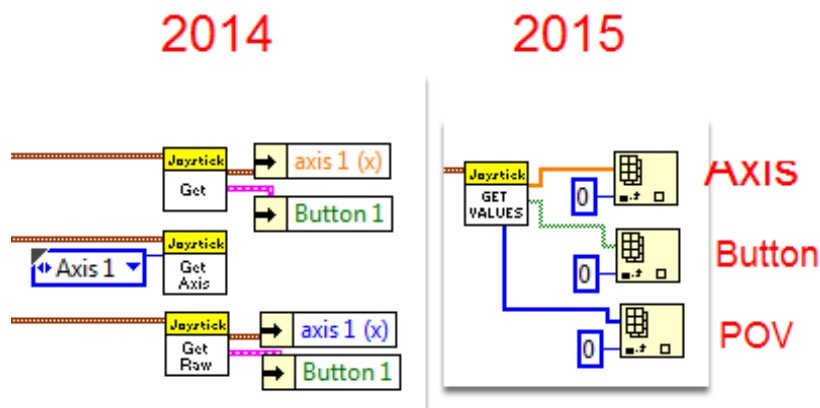 2014
2015
Joystick
Get
axis 1 (x)
Button 1
Axis 1
Joystick
Get
Axis
Joystick
Get
Raw
axis 1 (x)
Button 1
Joystick
GET
VALUES
0
Axis
0
Button
0
POV